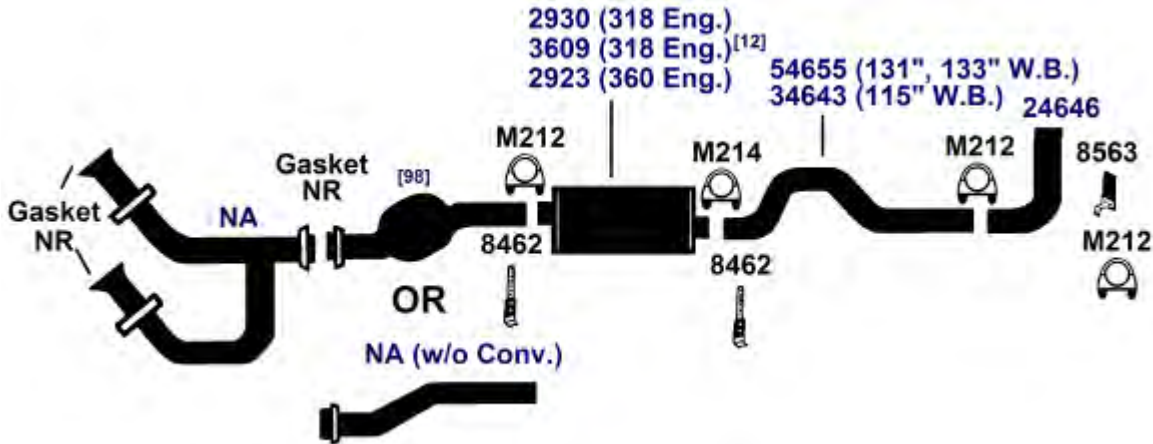 2930 (318 Eng.)
3609 (318 Eng.)[12]
2923 (360 Eng.)
54655 (131", 133" W.B.)
34643 (115" W.B.)
24646
M212
M214
M212
8563
Gasket
NR
[98]
Gasket
NR
NA
8462
8462
M212
OR
NA (w/o Conv.)